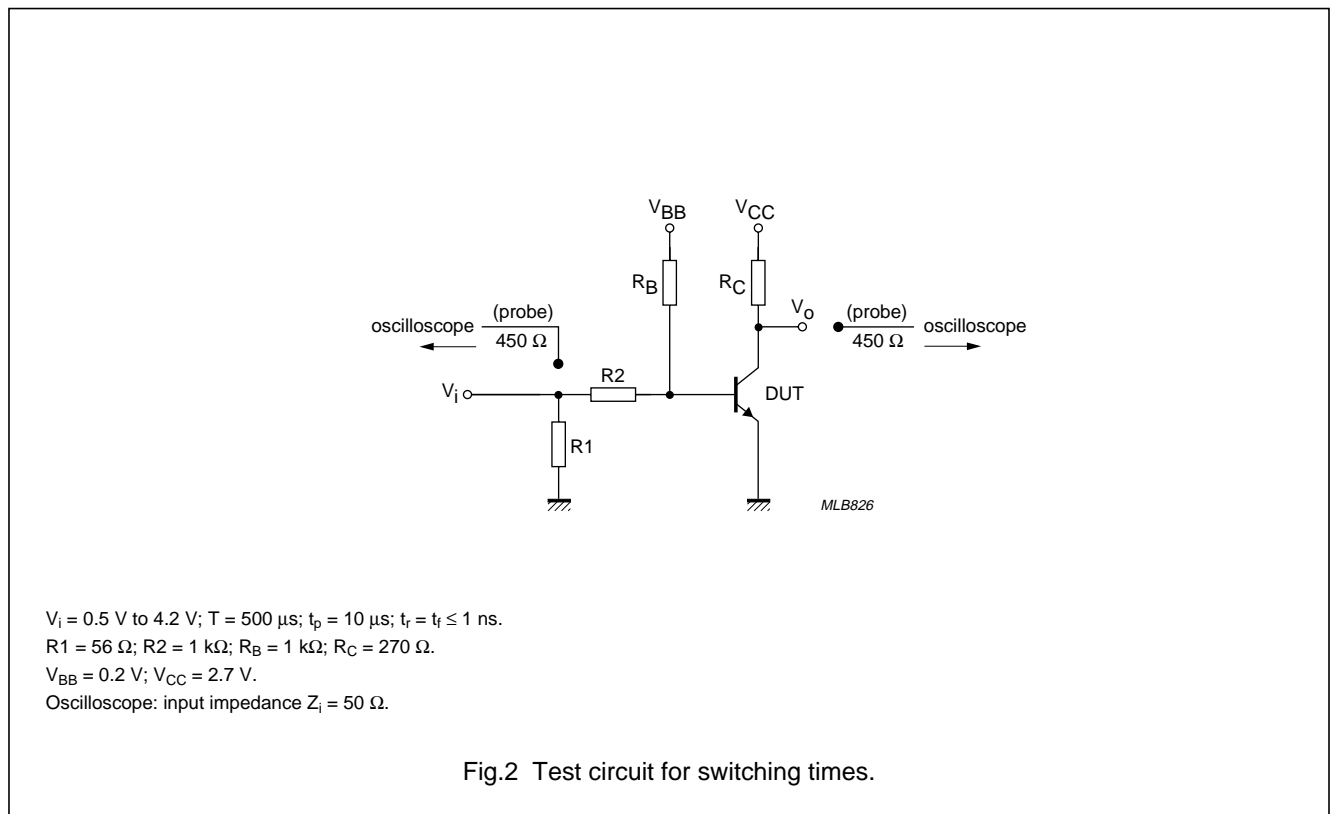 V_BB V_CC
R_B R_C
V_o
(probe) (probe)
oscilloscope oscilloscope
450 Ω 450 Ω
R2
V_i DUT
R1
MLB826
V_i = 0.5 V to 4.2 V; T = 500 μs; t_p = 10 μs; t_r = t_f ≤ 1 ns.
R1 = 56 Ω; R2 = 1 kΩ; R_B = 1 kΩ; R_C = 270 Ω.
V_BB = 0.2 V; V_CC = 2.7 V.
Oscilloscope: input impedance Z_i = 50 Ω.
Fig.2 Test circuit for switching times.